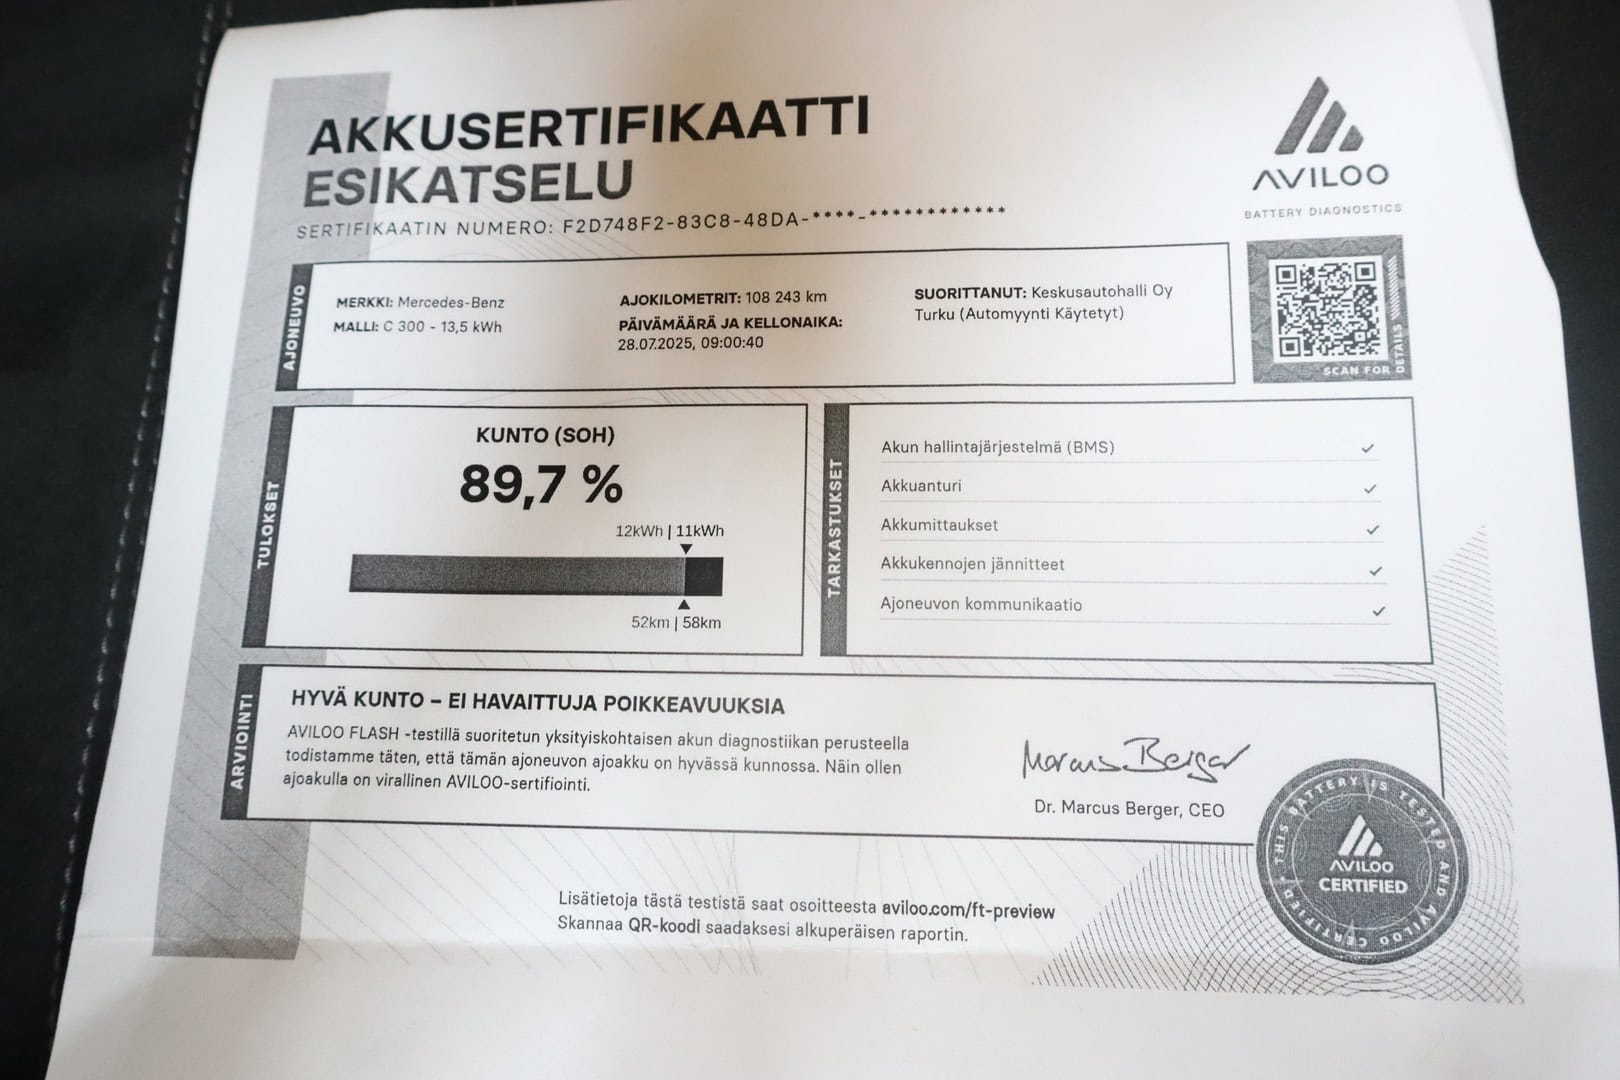 AKKUSERTIFIKAATTI
ESIKATSELU
SERTIFIKAATIN NUMERO: F2D748F2-83C8-48DA-****-************
AVILOO
BATTERY DIAGNOSTICS
AJONEUVO
MERKKI: Mercedes-Benz
MALLI: C 300 - 13,5 kWh
AJOKILOMETRIT: 108 243 km
PÄIVÄMÄÄRÄ JA KELLONAIKA:
28.07.2025, 09:00:40
SUORITTANUT: Keskusautohalli Oy
Turku (Automyynti Käytetyt)
SCAN FOR DETAILS
TULOKSET
KUNTO (SOH)
89,7 %
12kWh | 11kWh
52km | 58km
TARKASTUKSET
Akun hallintajärjestelmä (BMS)
Akkuanturi
Akkumittaukset
Akkukennojen jännitteet
Ajoneuvon kommunikaatio
ARVIOINTI
HYVÄ KUNTO – EI HAVAITTUJA POIKKEAVUUKSIA
AVILOO FLASH -testillä suoritetun yksityiskohtaisen akun diagnostiikan perusteella
todistamme täten, että tämän ajoneuvon ajoakku on hyvässä kunnossa. Näin ollen
ajoakulla on virallinen AVILOO-sertifiointi.
Marcus Berger
Dr. Marcus Berger, CEO
THIS BATTERY IS TESTED AND AVILOO CERTIFIED
AVILOO
CERTIFIED
Lisätietoja tästä testistä saat osoitteesta aviloo.com/ft-preview
Skannaa QR-koodi saadaksesi alkuperäisen raportin.